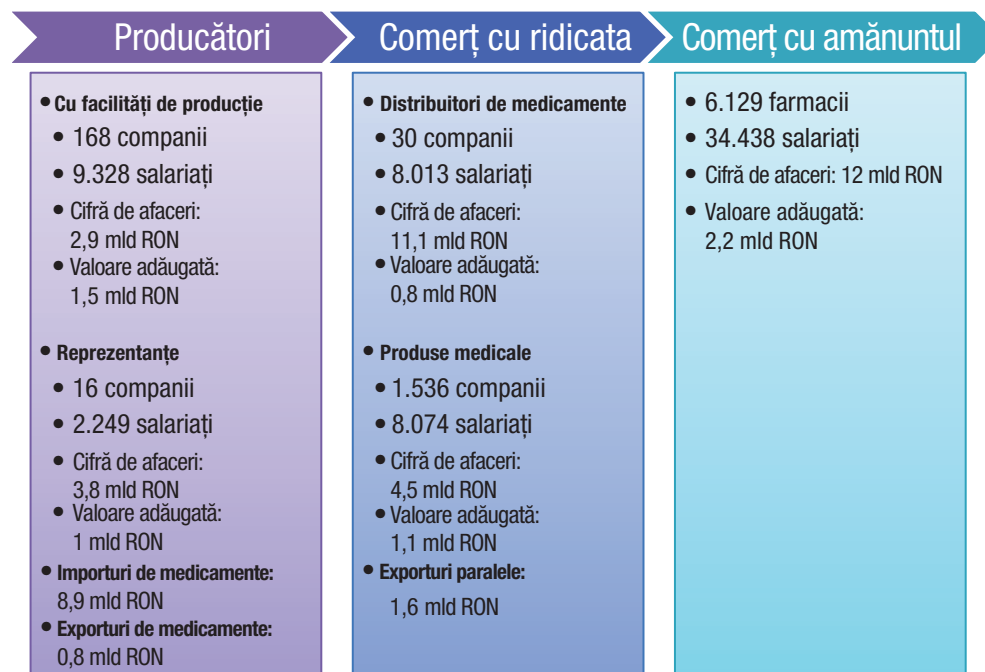 Producători
• Cu facilități de producție
• 168 companii
• 9.328 salariați
• Cifră de afaceri:
2,9 mld RON
• Valoare adăugată:
1,5 mld RON
• Reprezentanțe
• 16 companii
• 2.249 salariați
• Cifră de afaceri:
3,8 mld RON
• Valoare adăugată:
1 mld RON
• Importuri de medicamente:
8,9 mld RON
• Exporturi de medicamente:
0,8 mld RON
Comerț cu ridicata
• Distribuitori de medicamente
• 30 companii
• 8.013 salariați
• Cifră de afaceri:
11,1 mld RON
• Valoare adăugată:
0,8 mld RON
• Produse medicale
• 1.536 companii
• 8.074 salariați
• Cifră de afaceri:
4,5 mld RON
• Valoare adăugată:
1,1 mld RON
• Exporturi paralele:
1,6 mld RON
Comerț cu amănuntul
• 6.129 farmacii
• 34.438 salariați
• Cifră de afaceri: 12 mld RON
• Valoare adăugată:
2,2 mld RON